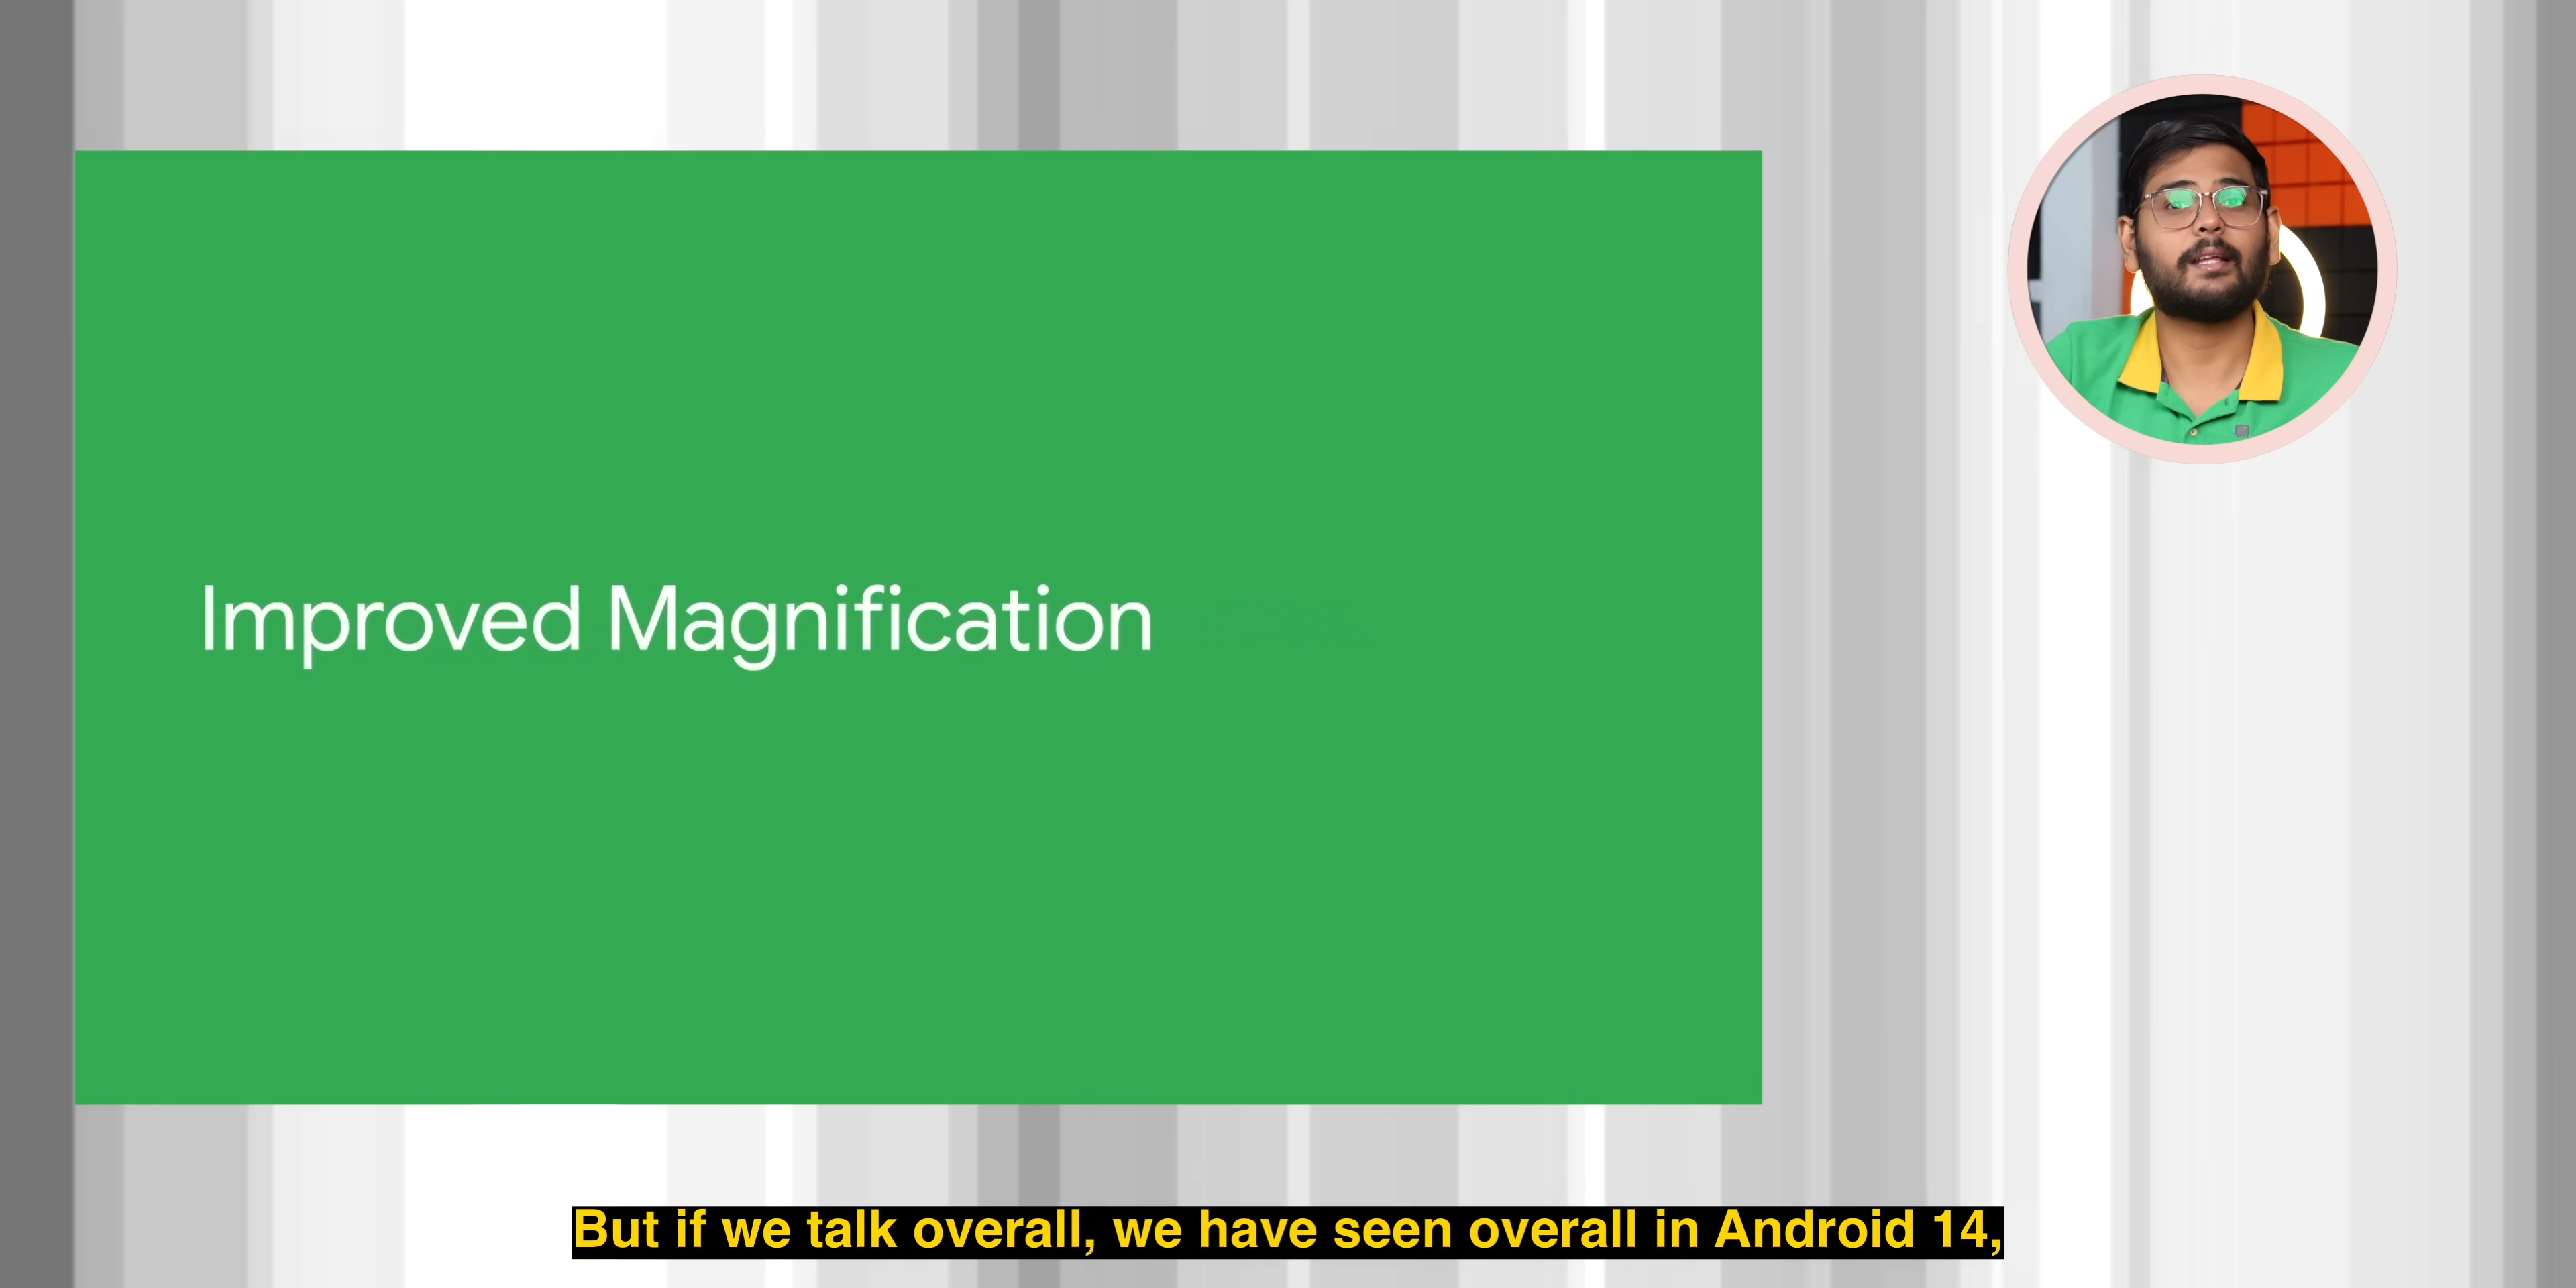 Improved Magnification
But if we talk overall, we have seen overall in Android 14,